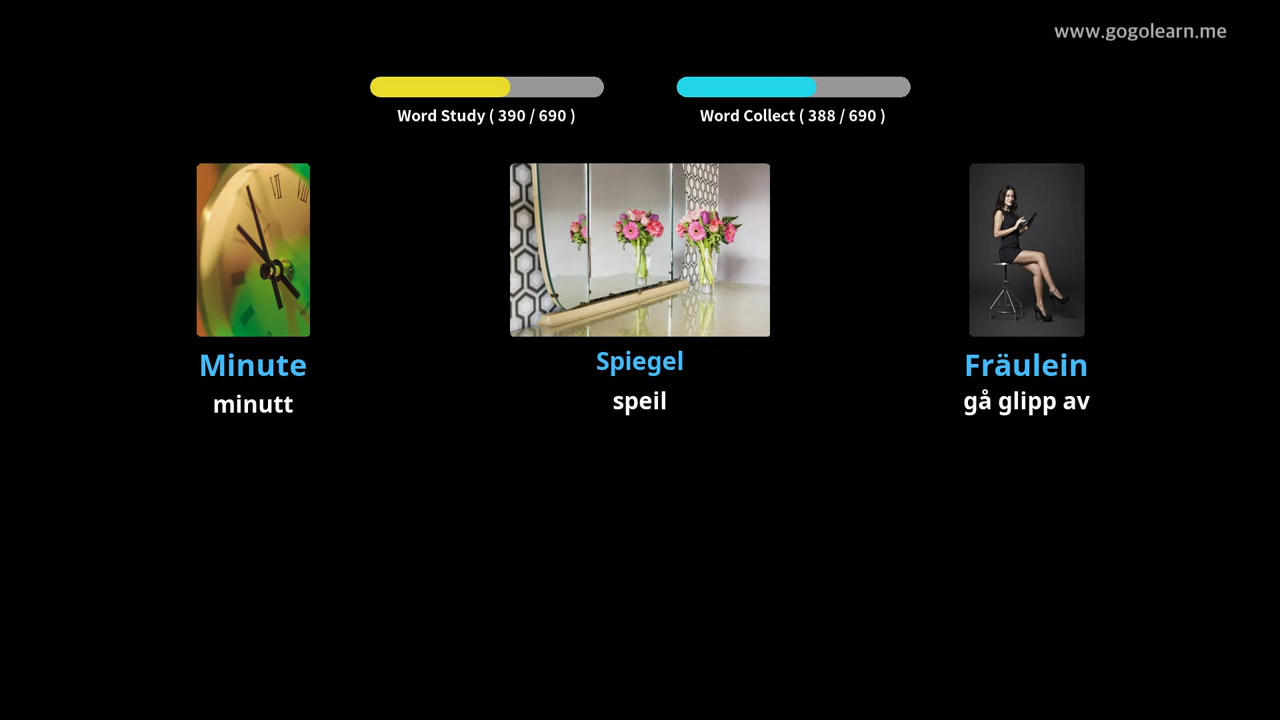 www.gogolearn.me
Word Study ( 390 / 690 )
Word Collect ( 388 / 690 )
Minute
minutt
Spiegel
speil
Fräulein
gå glipp av